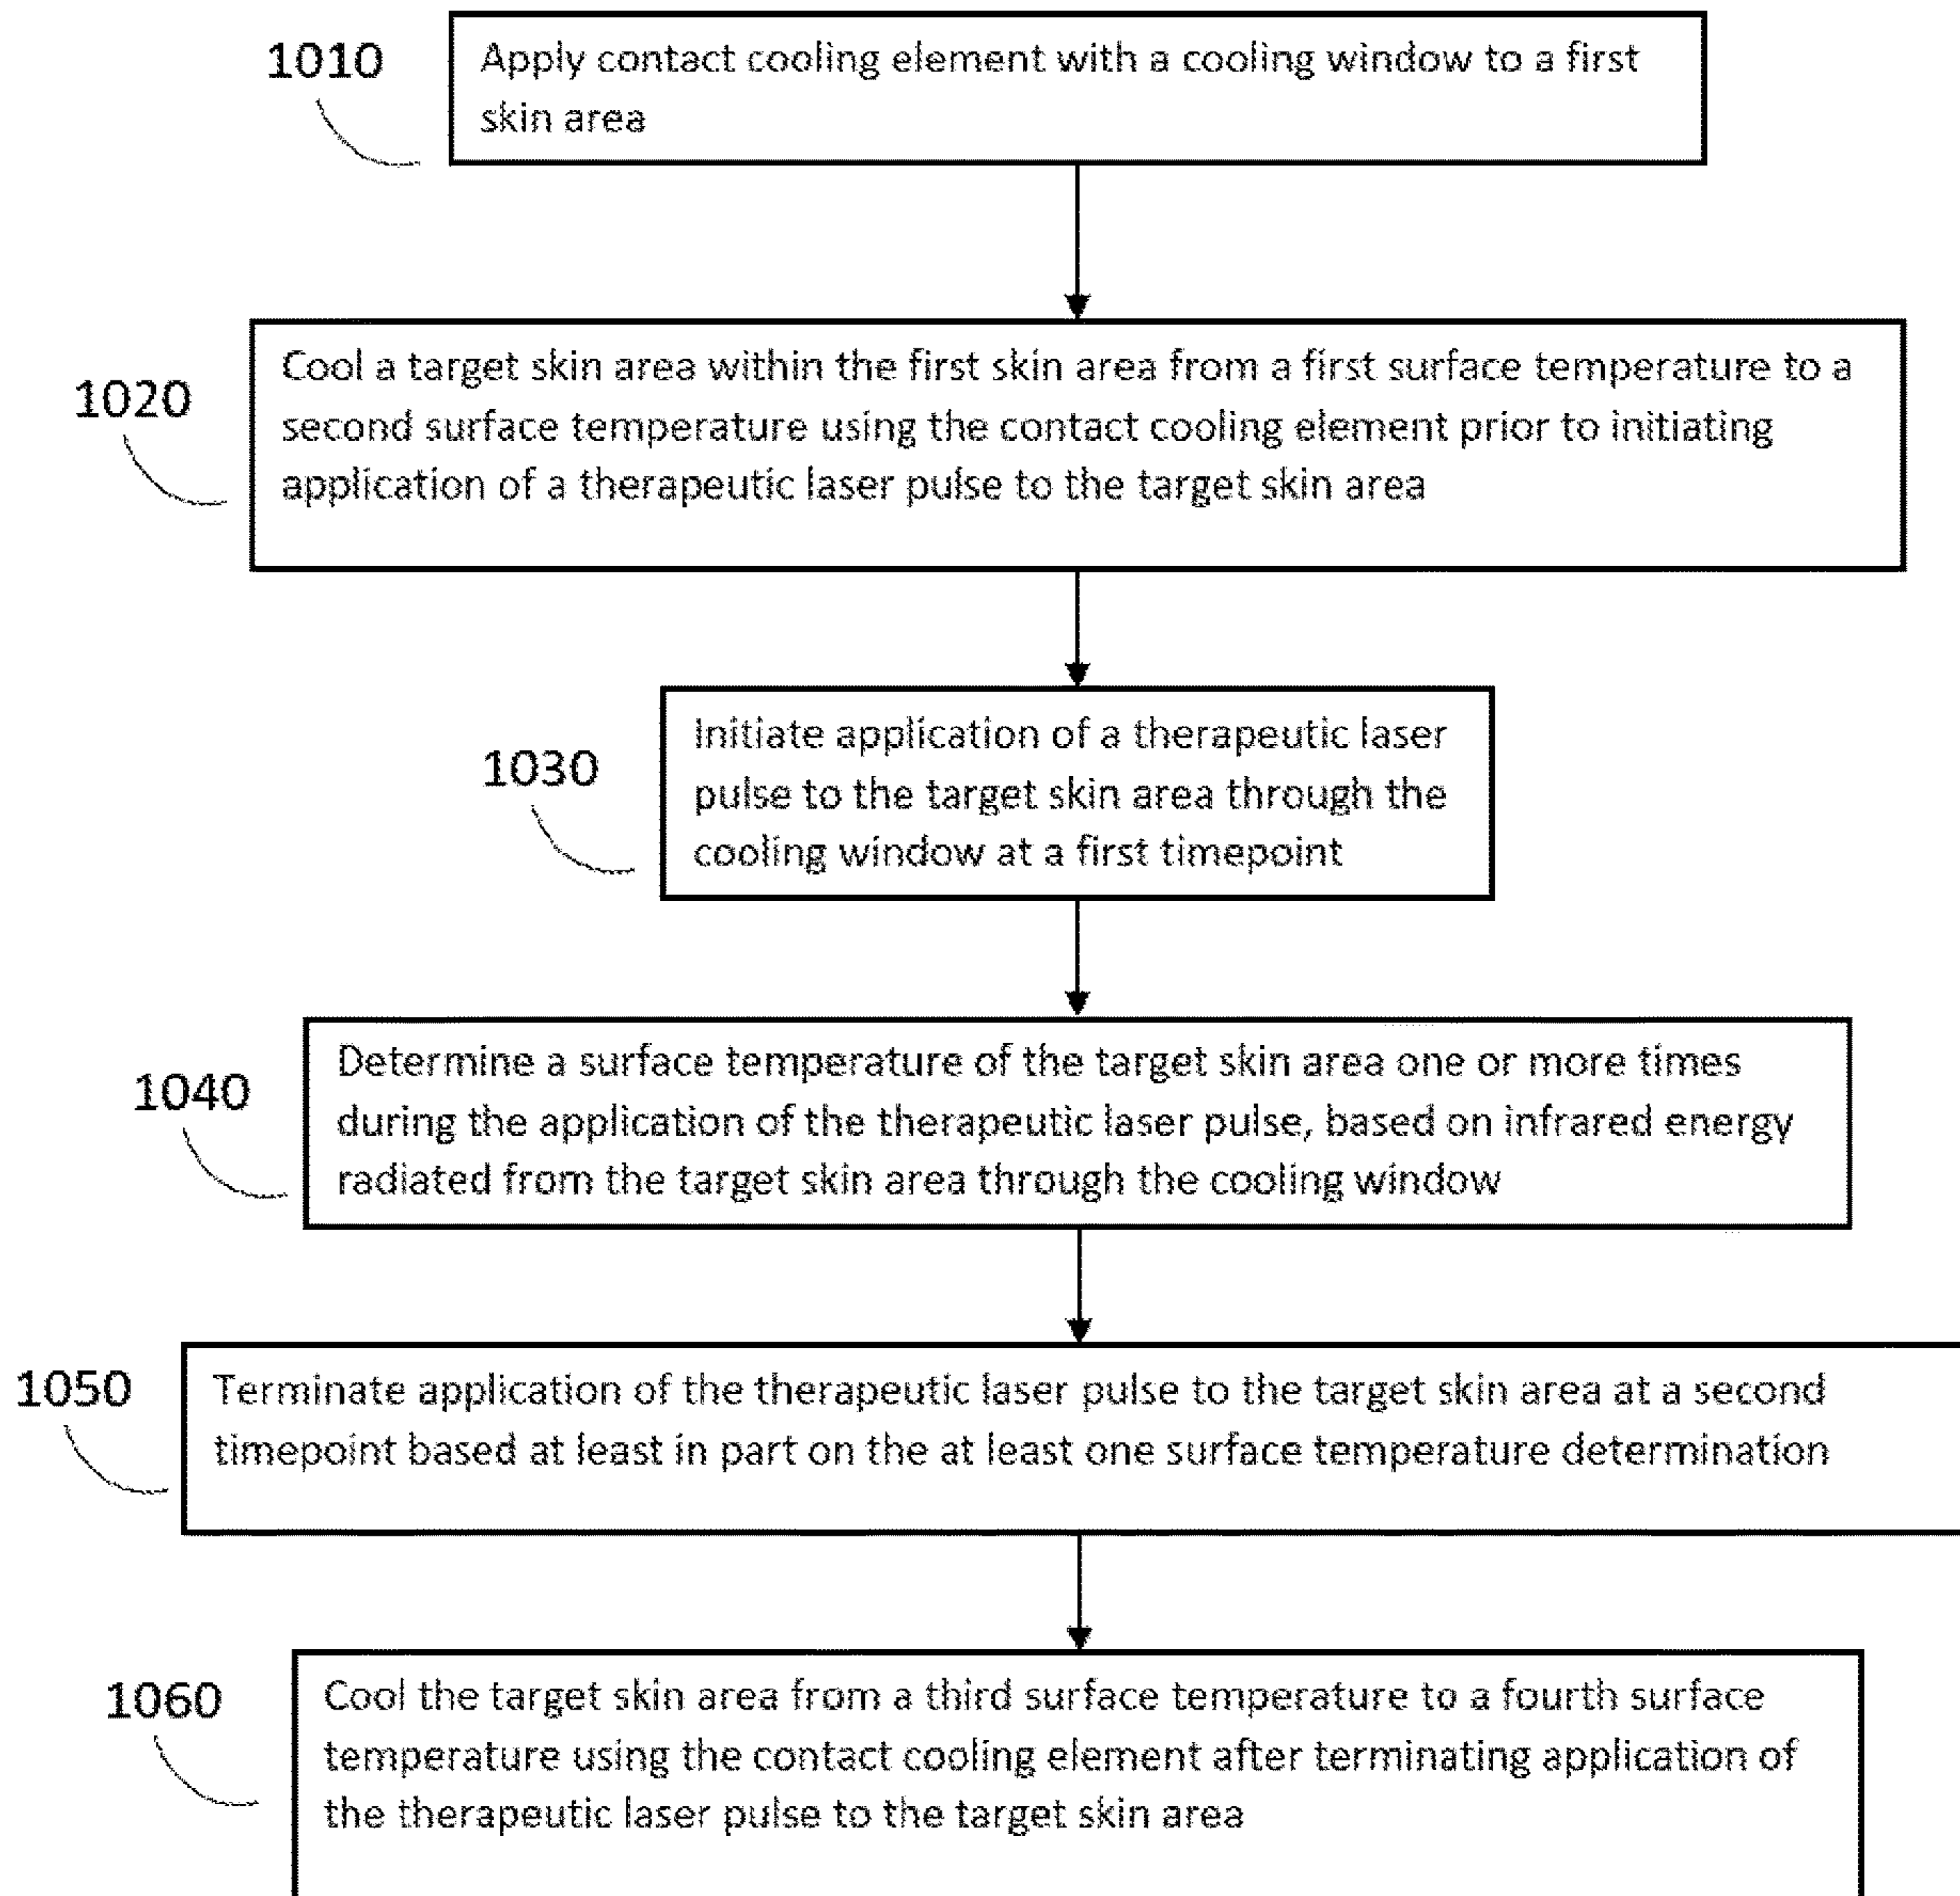 1010
Apply contact cooling element with a cooling window to a first
skin area
1020
Cool a target skin area within the first skin area from a first surface temperature to a
second surface temperature using the contact cooling element prior to initiating
application of a therapeutic laser pulse to the target skin area
1030
Initiate application of a therapeutic laser
pulse to the target skin area through the
cooling window at a first timepoint
1040
Determine a surface temperature of the target skin area one or more times
during the application of the therapeutic laser pulse, based on infrared energy
radiated from the target skin area through the cooling window
1050
Terminate application of the therapeutic laser pulse to the target skin area at a second
timepoint based at least in part on the at least one surface temperature determination
1060
Cool the target skin area from a third surface temperature to a fourth surface
temperature using the contact cooling element after terminating application of
the therapeutic laser pulse to the target skin area